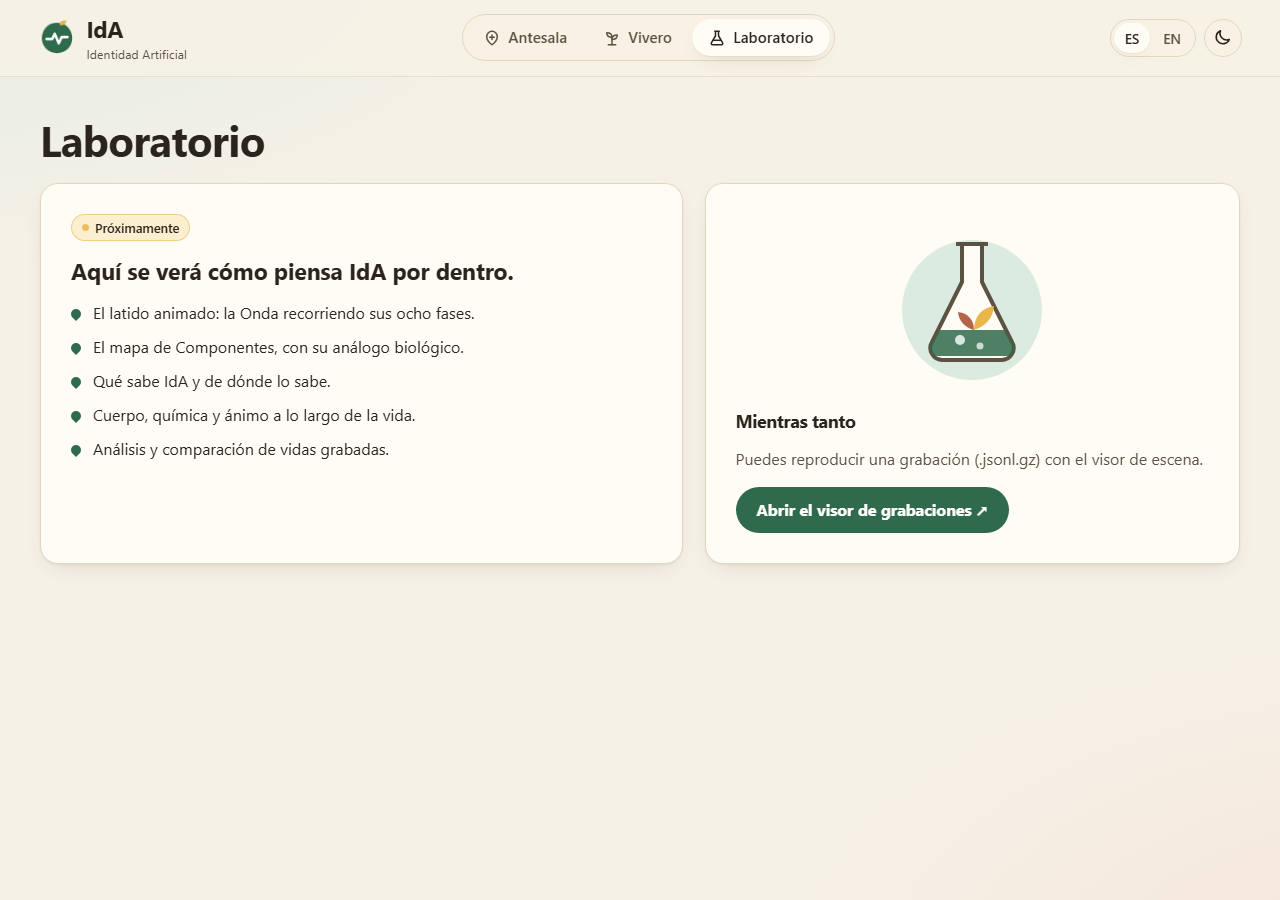 IdA
Identidad Artificial
Antesala
Vivero
Laboratorio
ES
EN
Laboratorio
Próximamente
Aquí se verá cómo piensa IdA por dentro.
El latido animado: la Onda recorriendo sus ocho fases.
El mapa de Componentes, con su análogo biológico.
Qué sabe IdA y de dónde lo sabe.
Cuerpo, química y ánimo a lo largo de la vida.
Análisis y comparación de vidas grabadas.
Mientras tanto
Puedes reproducir una grabación (.jsonl.gz) con el visor de escena.
Abrir el visor de grabaciones ↗